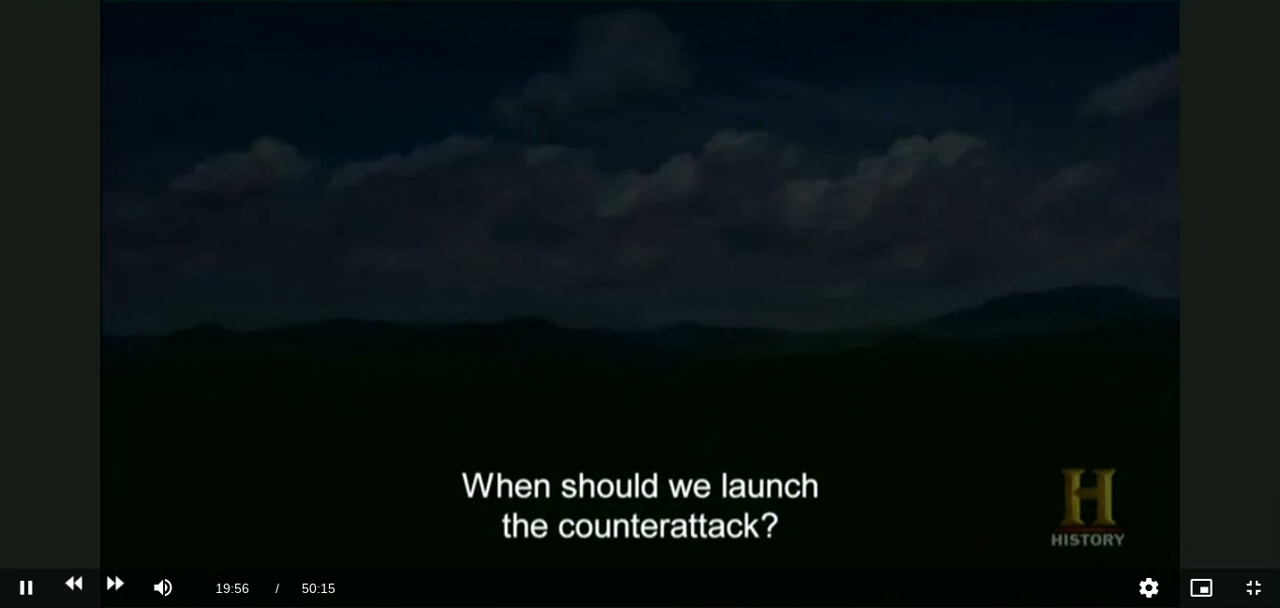 When should we launch
the counterattack?
H
HISTORY
19:56 / 50:15